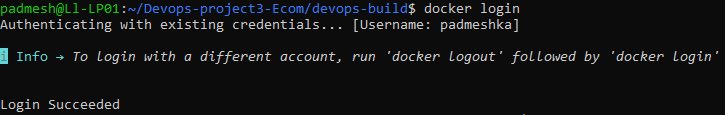 padmesh@Ll-LP01:~/Devops-project3-Ecom/devops-build$ docker login
Authenticating with existing credentials... [Username: padmeshka]
i Info → To login with a different account, run 'docker logout' followed by 'docker login'
Login Succeeded